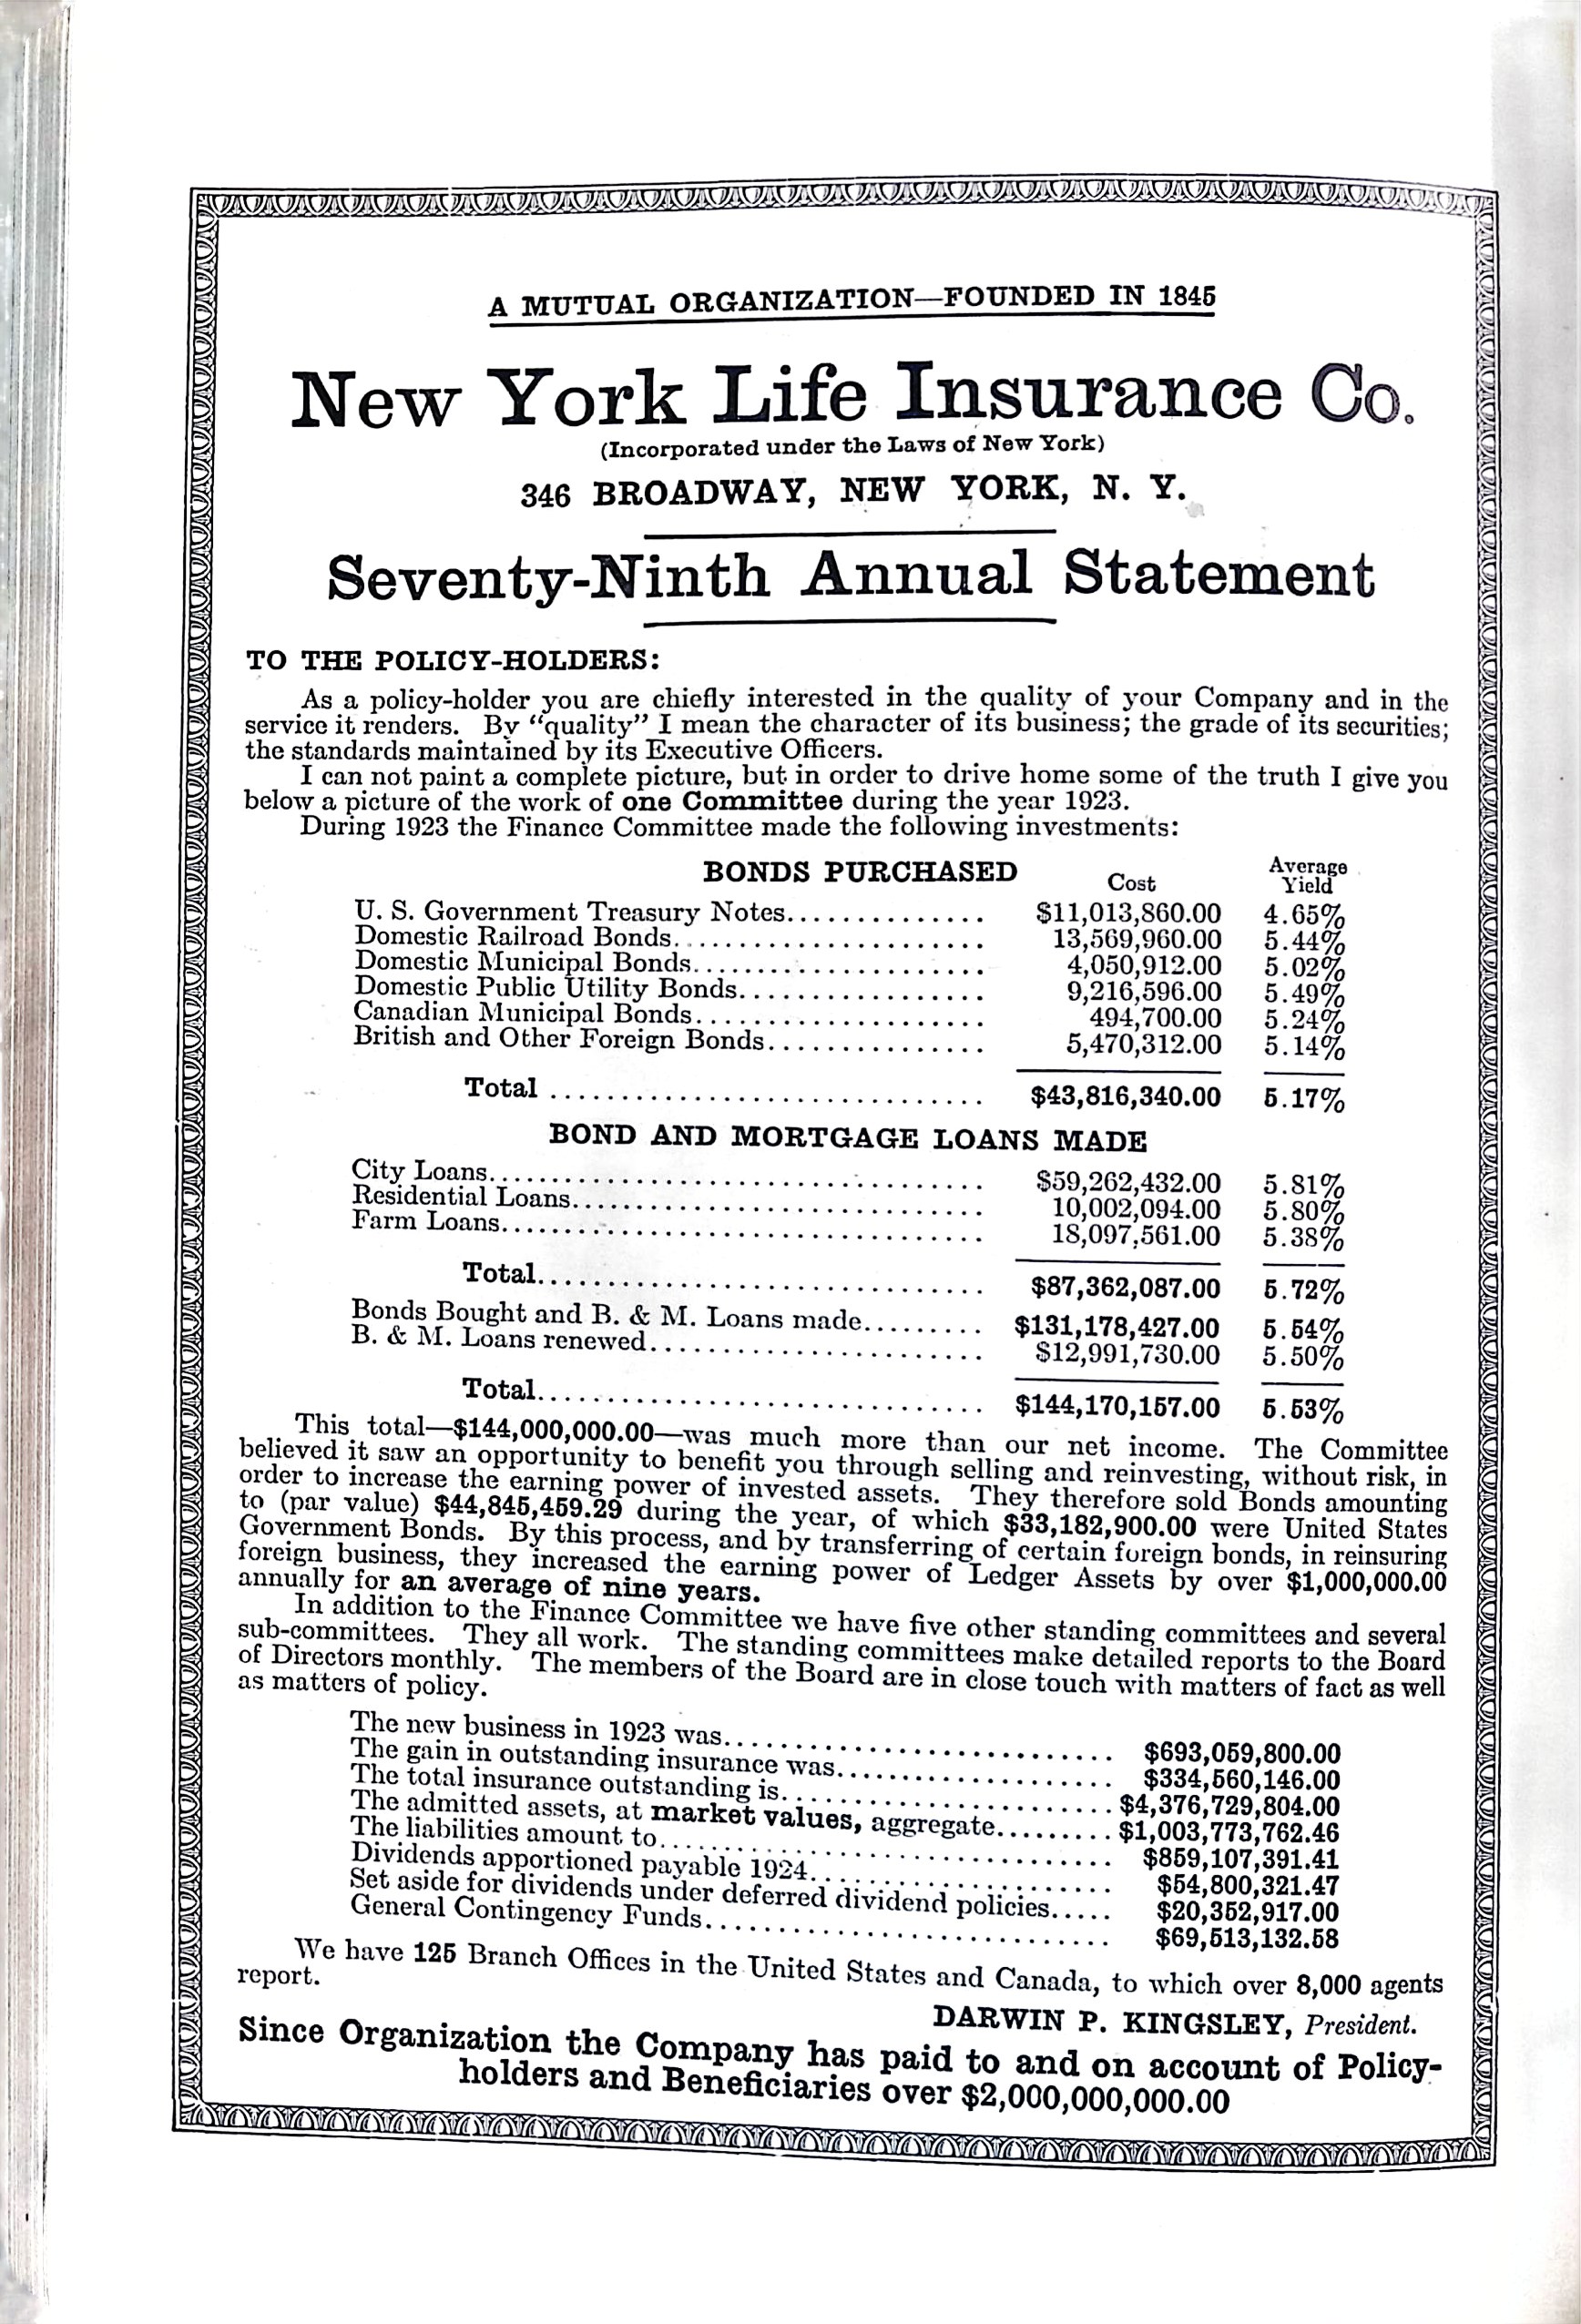 A MUTUAL ORGANIZATION—FOUNDED IN 1845
New York Life Insurance Co.
(Incorporated under the Laws of New York)
346 BROADWAY, NEW YORK, N. Y.
Seventy-Ninth Annual Statement
TO THE POLICY-HOLDERS:
As a policy-holder you are chiefly interested in the quality of your Company and in the
service it renders. By “quality” I mean the character of its business; the grade of its securities;
the standards maintained by its Executive Officers.
I can not paint a complete picture, but in order to drive home some of the truth I give you
below a picture of the work of one Committee during the year 1923.
During 1923 the Finance Committee made the following investments:
BONDS PURCHASED Cost Average Yield
U. S. Government Treasury Notes.............. $11,013,860.00 4.65%
Domestic Railroad Bonds...................... 13,569,960.00 5.44%
Domestic Municipal Bonds..................... 4,050,912.00 5.02%
Domestic Public Utility Bonds.................. 9,216,596.00 5.49%
Canadian Municipal Bonds..................... 494,700.00 5.24%
British and Other Foreign Bonds............... 5,470,312.00 5.14%
Total ............................... $43,816,340.00 5.17%
BOND AND MORTGAGE LOANS MADE
City Loans................................... $59,262,432.00 5.81%
Residential Loans............................. 10,002,094.00 5.80%
Farm Loans.................................. 18,097,561.00 5.38%
Total................................ $87,362,087.00 5.72%
Bonds Bought and B. & M. Loans made......... $131,178,427.00 5.54%
B. & M. Loans renewed........................ $12,991,730.00 5.50%
Total................................ $144,170,157.00 5.53%
This total—$144,000,000.00—was much more than our net income. The Committee
believed it saw an opportunity to benefit you through selling and reinvesting, without risk, in
order to increase the earning power of invested assets. They therefore sold Bonds amounting
to (par value) $44,845,459.29 during the year, of which $33,182,900.00 were United States
Government Bonds. By this process, and by transferring of certain foreign bonds, in reinsuring
foreign business, they increased the earning power of Ledger Assets by over $1,000,000.00
annually for an average of nine years.
In addition to the Finance Committee we have five other standing committees and several
sub-committees. They all work. The standing committees make detailed reports to the Board
of Directors monthly. The members of the Board are in close touch with matters of fact as well
as matters of policy.
The new business in 1923 was............................ $693,059,800.00
The gain in outstanding insurance was.................... $334,560,146.00
The total insurance outstanding is........................ $4,376,729,804.00
The admitted assets, at market values, aggregate......... $1,003,773,762.46
The liabilities amount to................................ $859,107,391.41
Dividends apportioned payable 1924...................... $54,800,321.47
Set aside for dividends under deferred dividend policies..... $20,352,917.00
General Contingency Funds............................. $69,513,132.58
We have 125 Branch Offices in the United States and Canada, to which over 8,000 agents
report.
DARWIN P. KINGSLEY, President.
Since Organization the Company has paid to and on account of Policy-
holders and Beneficiaries over $2,000,000,000.00